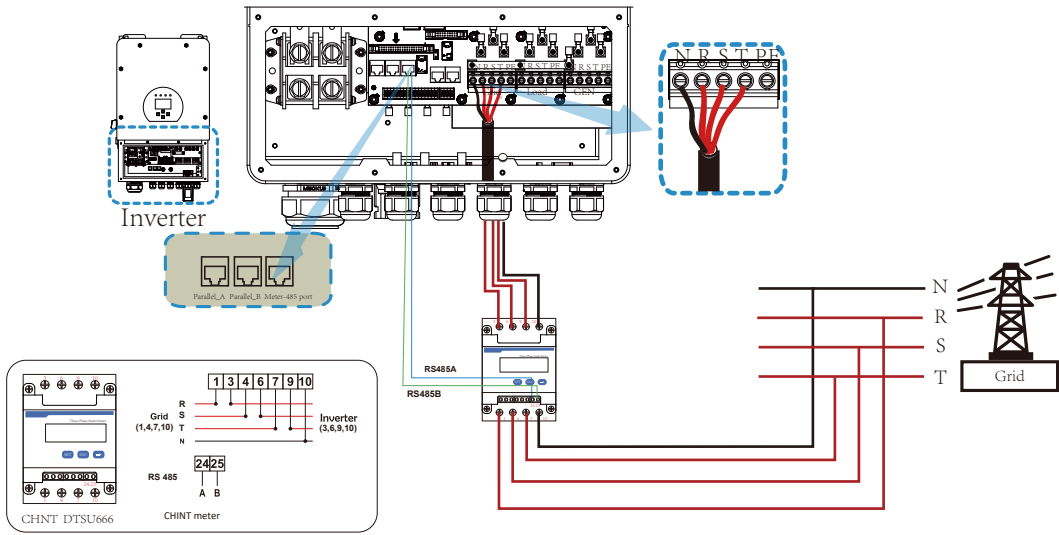 N R S T PE
N R S T PE
Load
GEN
Inverter
Parallel_A Parallel_B Meter-485 port
RS485A
RS485B
N
R
S
T
Grid
1 3 4 6 7 9 10
R
S
T
N
Grid
(1,4,7,10)
Inverter
(3,6,9,10)
24 25
RS 485
A B
CHNT DTSU666
CHINT meter